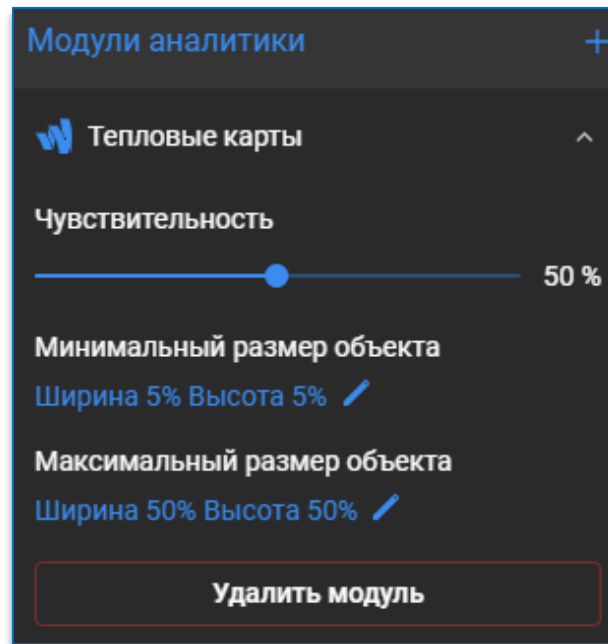 Модули аналитики +
Тепловые карты
Чувствительность
50 %
Минимальный размер объекта
Ширина 5% Высота 5%
Максимальный размер объекта
Ширина 50% Высота 50%
Удалить модуль